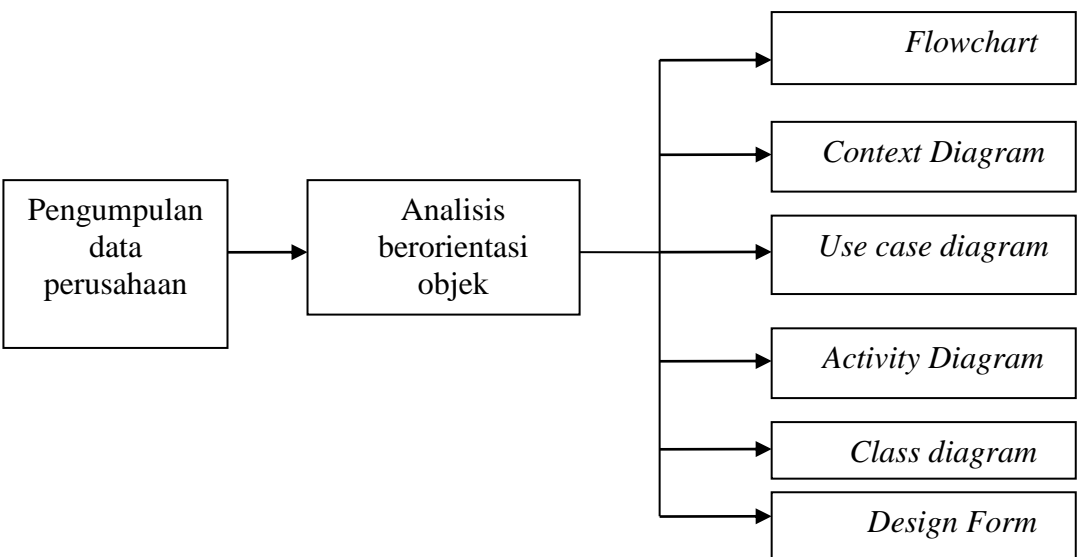 Pengumpulan
data
perusahaan
Analisis
berorientasi
objek
Flowchart
Context Diagram
Use case diagram
Activity Diagram
Class diagram
Design Form